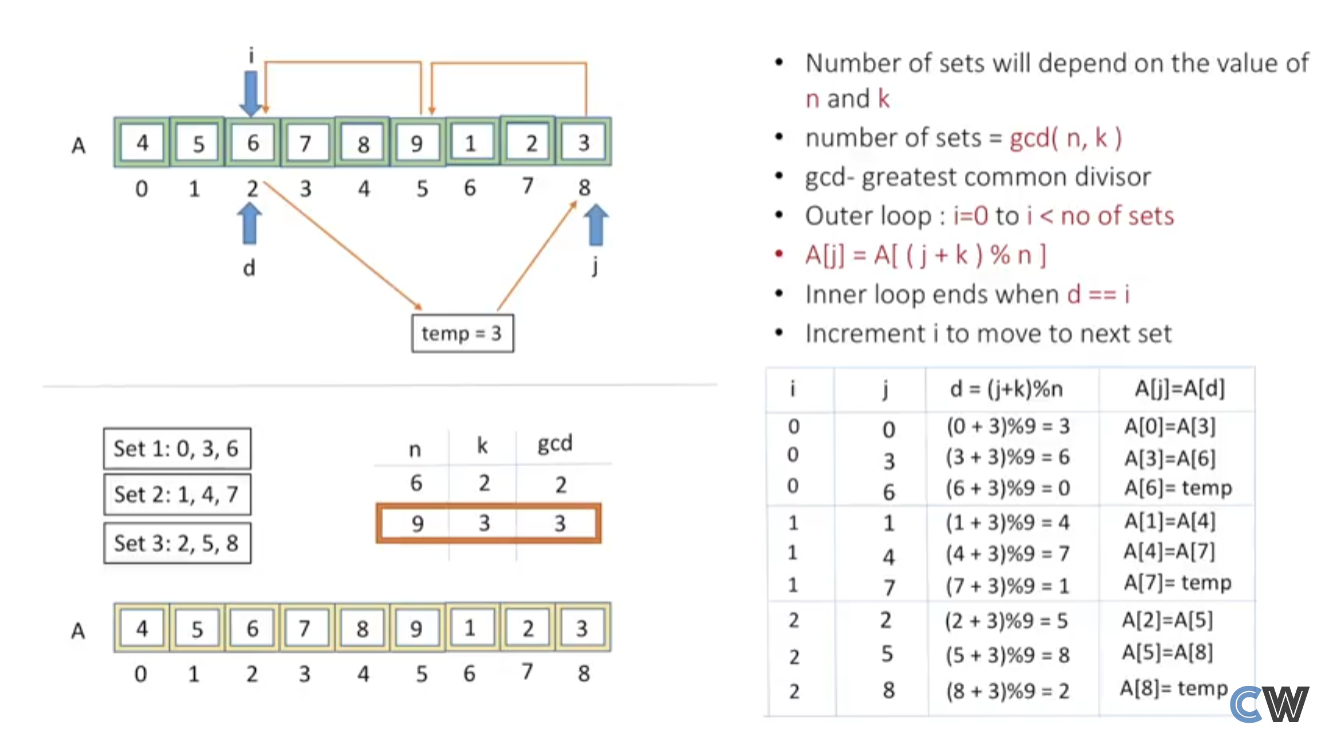 i
A 4 5 6 7 8 9 1 2 3
0 1 2 3 4 5 6 7 8
d j
temp = 3
Set 1: 0, 3, 6
Set 2: 1, 4, 7
Set 3: 2, 5, 8
n k gcd
6 2 2
9 3 3
A 4 5 6 7 8 9 1 2 3
0 1 2 3 4 5 6 7 8
• Number of sets will depend on the value of
n and k
• number of sets = gcd( n, k )
• gcd- greatest common divisor
• Outer loop : i=0 to i < no of sets
• A[j] = A[ ( j + k ) % n ]
• Inner loop ends when d == i
• Increment i to move to next set
i j d = (j+k)%n A[j]=A[d]
0 0 (0 + 3)%9 = 3 A[0]=A[3]
0 3 (3 + 3)%9 = 6 A[3]=A[6]
0 6 (6 + 3)%9 = 0 A[6]= temp
1 1 (1 + 3)%9 = 4 A[1]=A[4]
1 4 (4 + 3)%9 = 7 A[4]=A[7]
1 7 (7 + 3)%9 = 1 A[7]= temp
2 2 (2 + 3)%9 = 5 A[2]=A[5]
2 5 (5 + 3)%9 = 8 A[5]=A[8]
2 8 (8 + 3)%9 = 2 A[8]= temp
CW